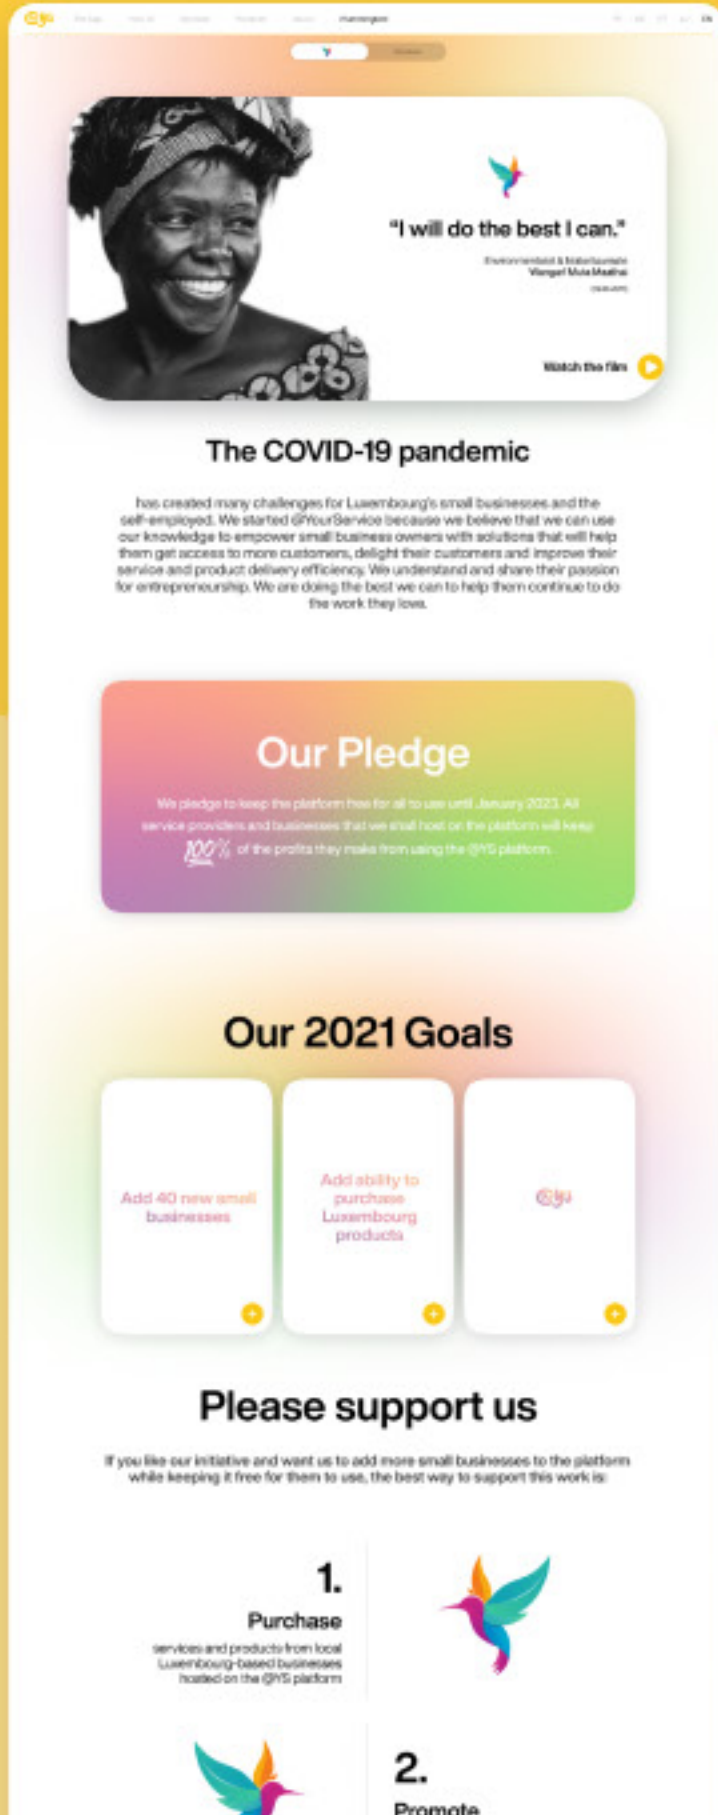 @yu
EN
"I will do the best I can."
Environmentalist & Nobel laureate
Wangari Muta Maathai
Watch the film
The COVID-19 pandemic
has created many challenges for Luxembourg's small businesses and the
self-employed. We started @YourService because we believe that we can use
our knowledge to empower small business owners with solutions that will help
them get access to more customers, delight their customers and improve their
service and product delivery efficiency. We understand and share their passion
for entrepreneurship. We are doing the best we can to help them continue to do
the work they love.
Our Pledge
We pledge to keep the platform free for all to use until January 2023. All
service providers and businesses that we shall host on the platform will keep
100% of the profits they make from using the @YS platform.
Our 2021 Goals
Add 40 new small
businesses
Add ability to
purchase
Luxembourg
products
Please support us
If you like our initiative and want us to add more small businesses to the platform
while keeping it free for them to use, the best way to support this work is:
1.
Purchase
services and products from local
Luxembourg-based businesses
hosted on the @YS platform
2.
Promote